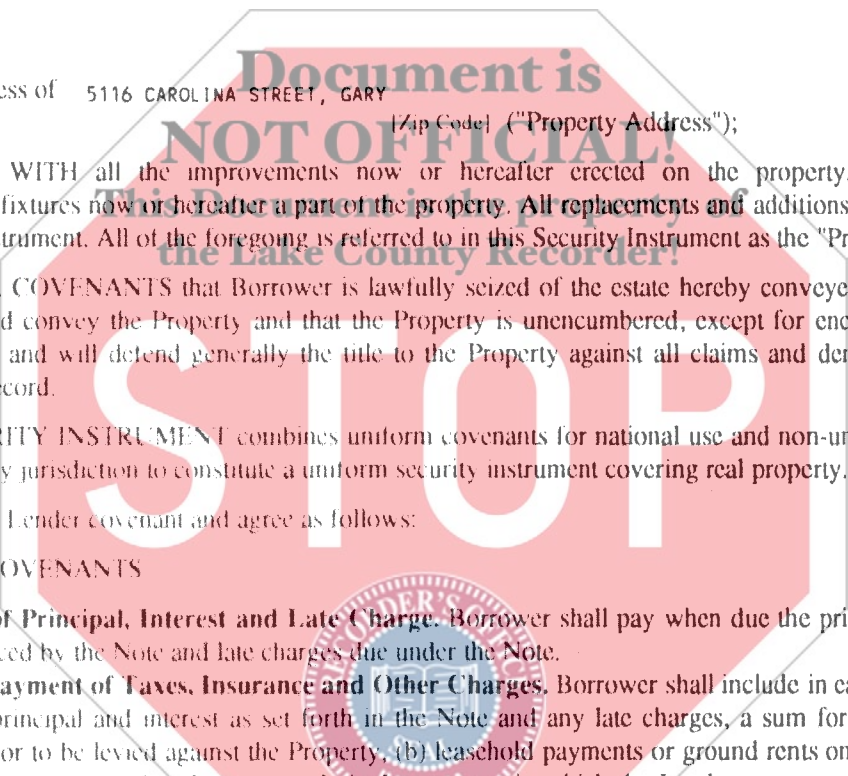 Document is
NOT OFFICIAL!
This Document is the property of
the Lake County Recorder!
STOP
ess of 5116 CAROLINA STREET, GARY
[Zip Code] ("Property Address");
WITH all the improvements now or hereafter erected on the property
fixtures now or hereafter a part of the property. All replacements and additions
trument. All of the foregoing is referred to in this Security Instrument as the "Pr
COVENANTS that Borrower is lawfully seized of the estate hereby conveye
d convey the Property and that the Property is unencumbered, except for enc
and will defend generally the title to the Property against all claims and der
ecord.
RITY INSTRUMENT combines uniform covenants for national use and non-un
y jurisdiction to constitute a uniform security instrument covering real property.
Lender covenant and agree as follows:
OVENANTS
of Principal, Interest and Late Charge. Borrower shall pay when due the pri
ced by the Note and late charges due under the Note.
ayment of Taxes, Insurance and Other Charges. Borrower shall include in ea
principal and interest as set forth in the Note and any late charges, a sum for
or to be levied against the Property, (b) leasehold payments or ground rents on
SEAL